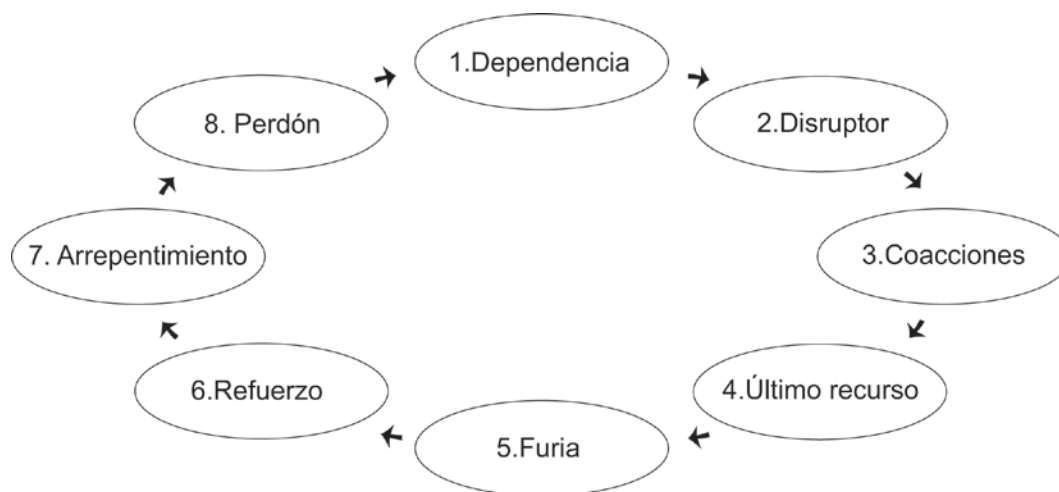 1.Dependencia
2.Disruptor
3.Coacciones
4.Último recurso
5.Furia
6.Refuerzo
7. Arrepentimiento
8. Perdón